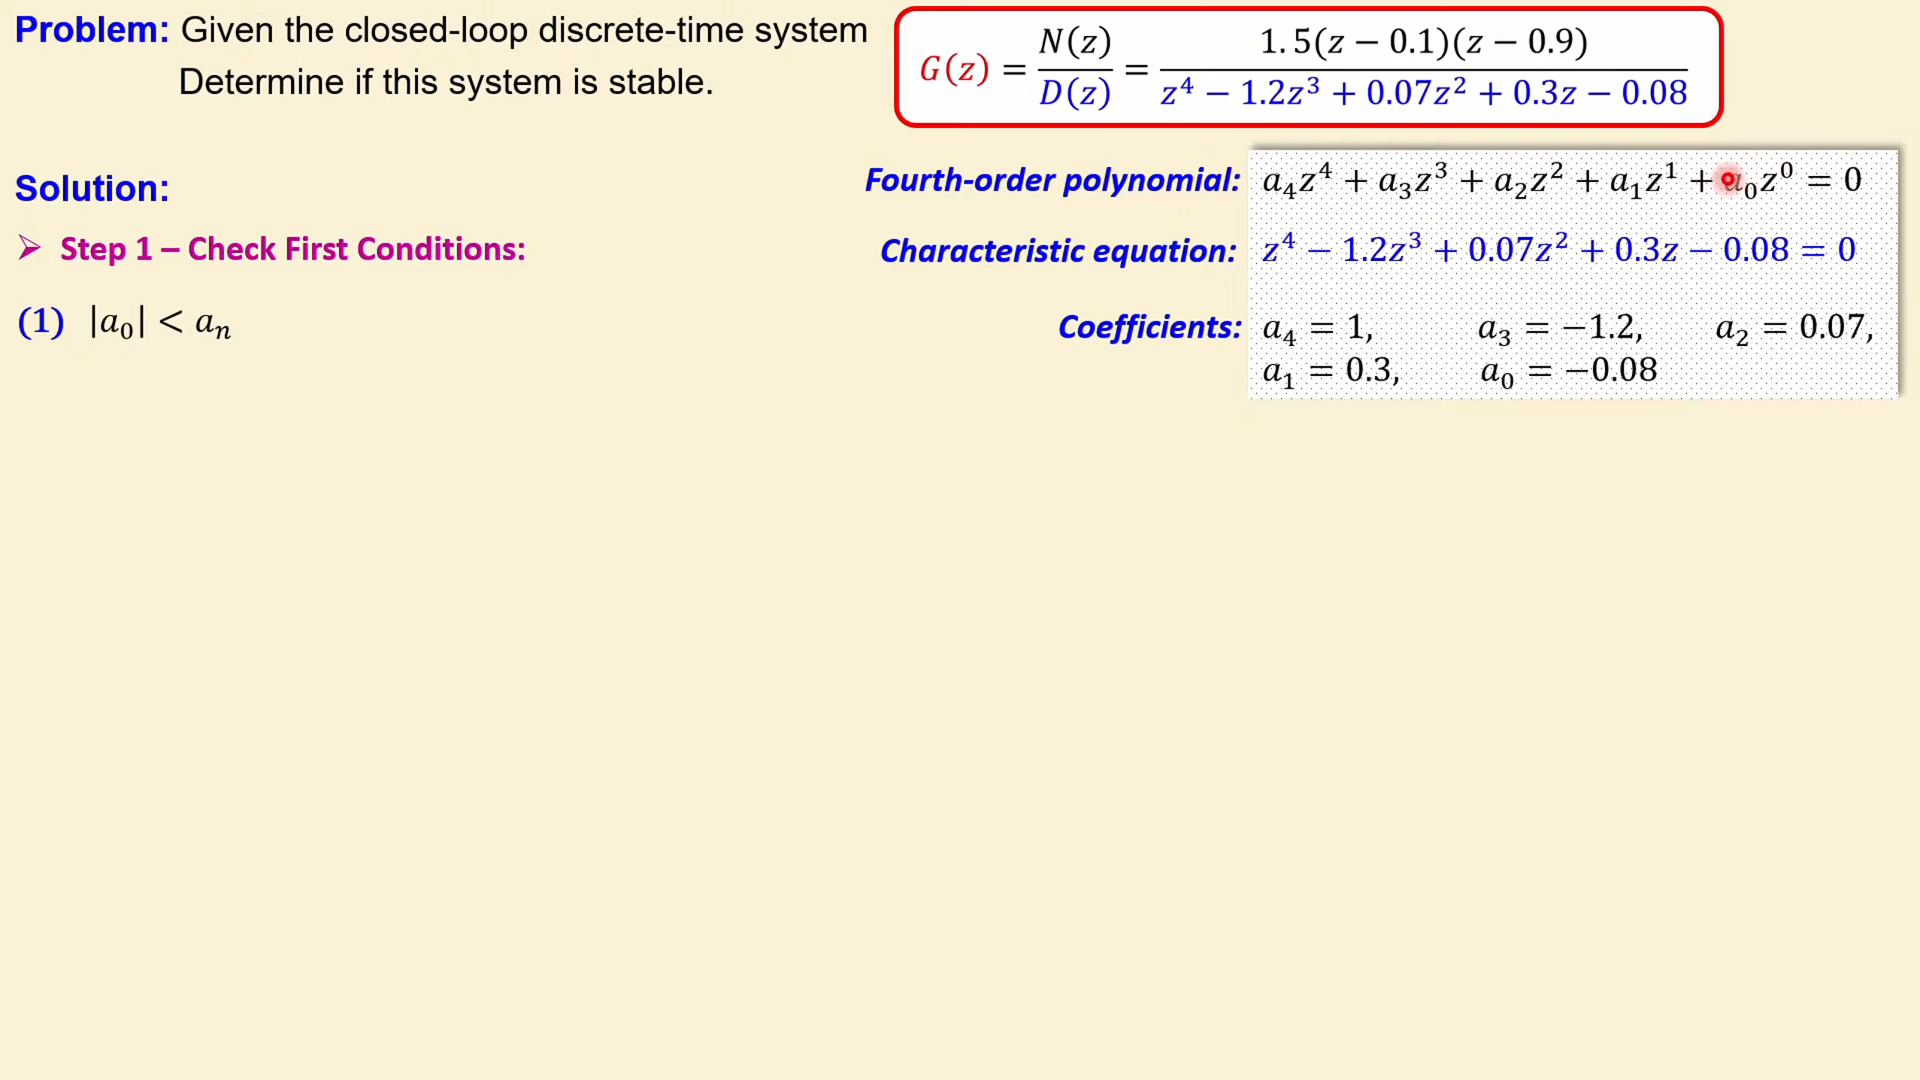 Problem: Given the closed-loop discrete-time system
Determine if this system is stable.
G(z) = N(z)/D(z) = 1.5(z − 0.1)(z − 0.9)/(z⁴ − 1.2z³ + 0.07z² + 0.3z − 0.08)
Solution:
Fourth-order polynomial: a₄z⁴ + a₃z³ + a₂z² + a₁z¹ + a₀z⁰ = 0
➢ Step 1 – Check First Conditions:
Characteristic equation: z⁴ − 1.2z³ + 0.07z² + 0.3z − 0.08 = 0
(1) |a₀| < aₙ
Coefficients: a₄ = 1, a₃ = −1.2, a₂ = 0.07,
a₁ = 0.3, a₀ = −0.08